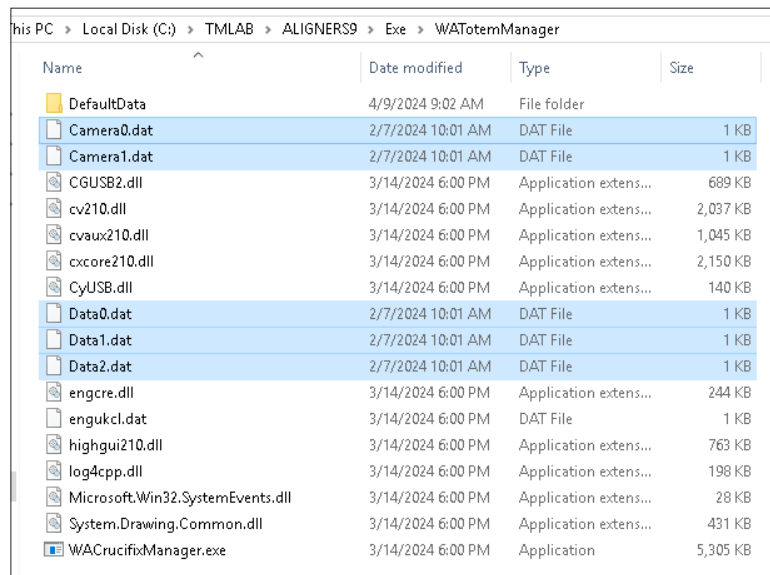 his PC > Local Disk (C:) > TMLAB > ALIGNERS9 > Exe > WATotemManager
Name Date modified Type Size
DefaultData 4/9/2024 9:02 AM File folder
Camera0.dat 2/7/2024 10:01 AM DAT File 1 KB
Camera1.dat 2/7/2024 10:01 AM DAT File 1 KB
CGUSB2.dll 3/14/2024 6:00 PM Application extens... 689 KB
cv210.dll 3/14/2024 6:00 PM Application extens... 2,037 KB
cvaux210.dll 3/14/2024 6:00 PM Application extens... 1,045 KB
cxcore210.dll 3/14/2024 6:00 PM Application extens... 2,150 KB
CyUSB.dll 3/14/2024 6:00 PM Application extens... 140 KB
Data0.dat 2/7/2024 10:01 AM DAT File 1 KB
Data1.dat 2/7/2024 10:01 AM DAT File 1 KB
Data2.dat 2/7/2024 10:01 AM DAT File 1 KB
engcre.dll 3/14/2024 6:00 PM Application extens... 244 KB
engukcl.dat 3/14/2024 6:00 PM DAT File 1 KB
highgui210.dll 3/14/2024 6:00 PM Application extens... 763 KB
log4cpp.dll 3/14/2024 6:00 PM Application extens... 198 KB
Microsoft.Win32.SystemEvents.dll 3/14/2024 6:00 PM Application extens... 28 KB
System.Drawing.Common.dll 3/14/2024 6:00 PM Application extens... 431 KB
WACrucifixManager.exe 3/14/2024 6:00 PM Application 5,305 KB